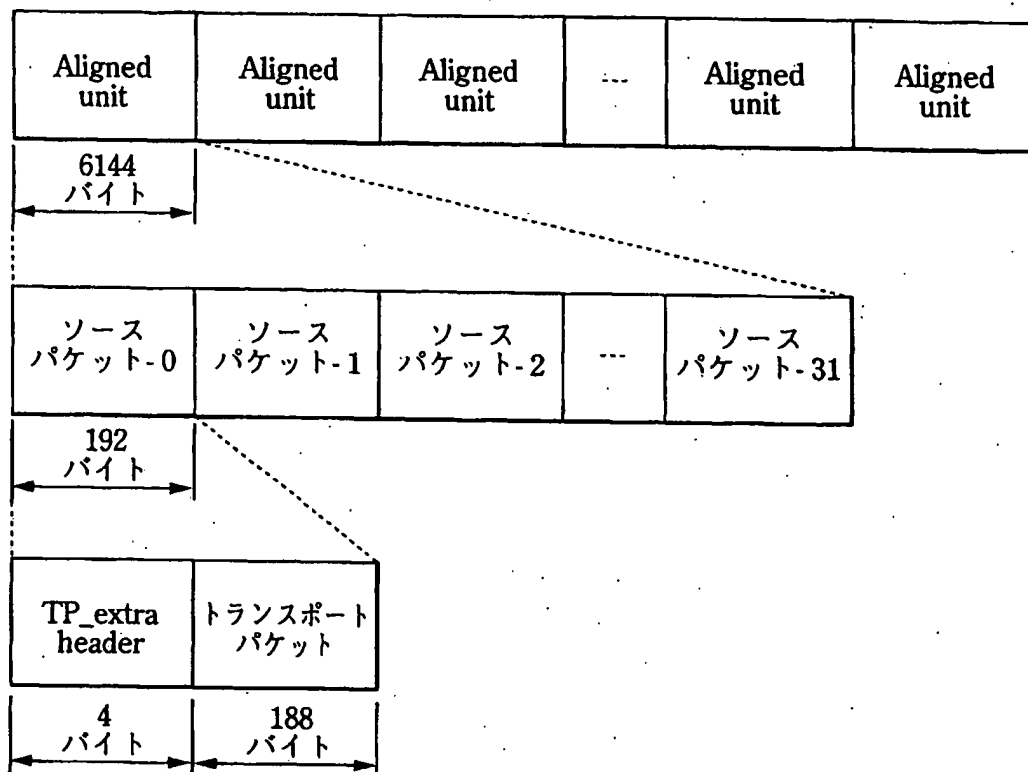 Aligned unit
Aligned unit
Aligned unit
---
Aligned unit
Aligned unit
6144
バイト
ソース
パケット-0
ソース
パケット-1
ソース
パケット-2
---
ソース
パケット-31
192
バイト
TP_extra
header
トランスポート
パケット
4
バイト
188
バイト